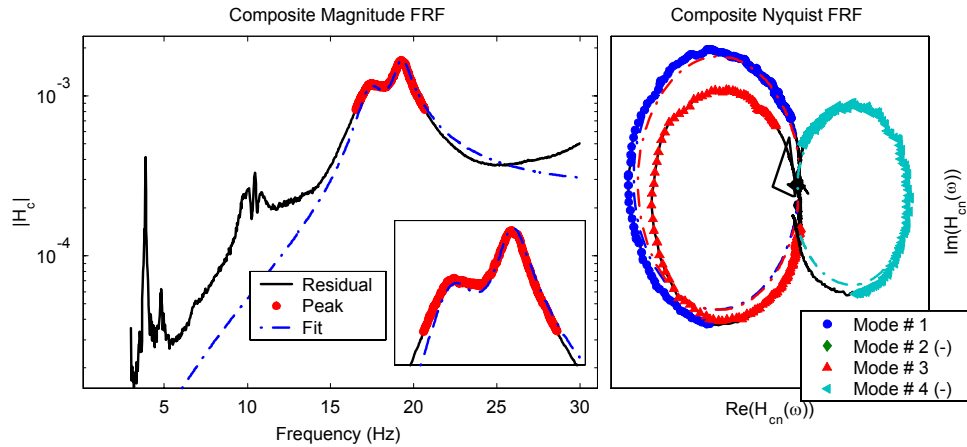 Composite Magnitude FRF
Composite Nyquist FRF
|H_c|
10^-3
10^-4
Residual
Peak
Fit
5
10
15
20
25
30
Frequency (Hz)
Im(H_cn(ω))
Mode # 1
Mode # 2 (-)
Mode # 3
Mode # 4 (-)
Re(H_cn(ω))